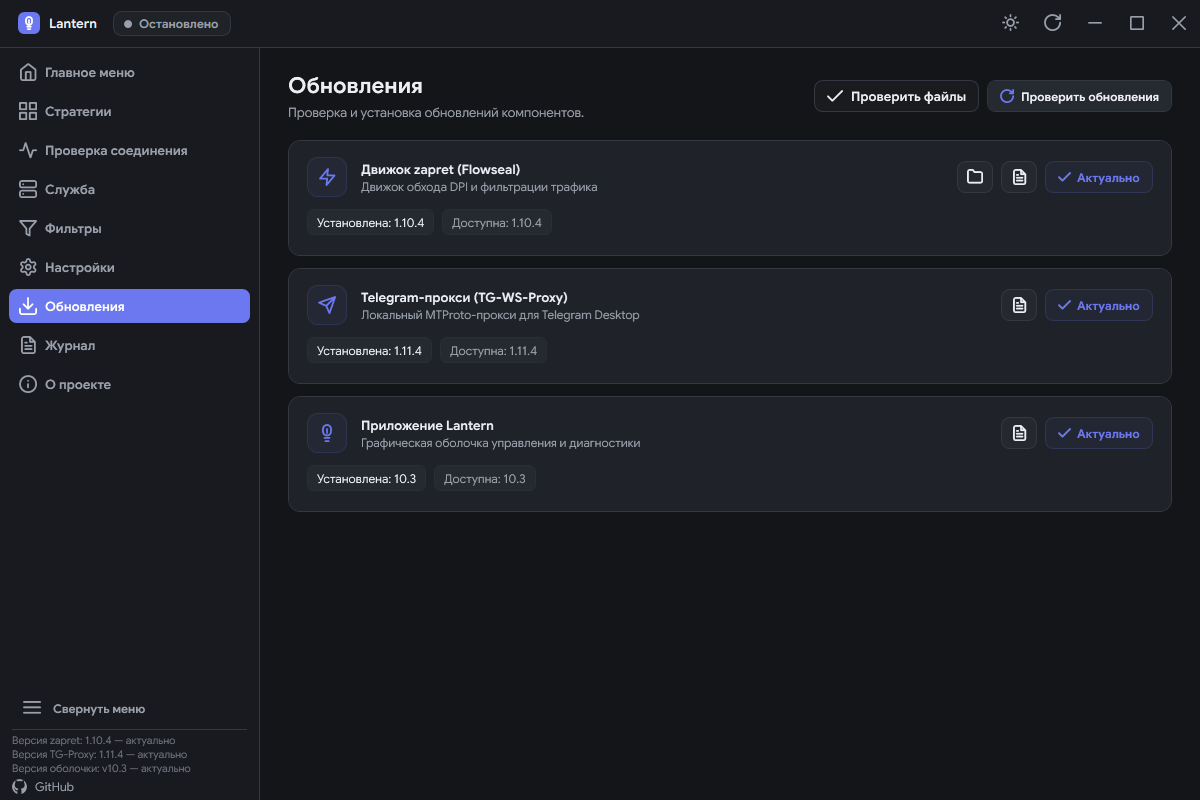 Lantern
Остановлено
Главное меню
Стратегии
Проверка соединения
Служба
Фильтры
Настройки
Обновления
Журнал
О проекте
Свернуть меню
Версия zapret: 1.10.4 — актуально
Версия TG-Proxy: 1.11.4 — актуально
Версия оболочки: v10.3 — актуально
GitHub
Обновления
Проверка и установка обновлений компонентов.
Проверить файлы
Проверить обновления
Движок zapret (Flowseal)
Движок обхода DPI и фильтрации трафика
Актуально
Установлена: 1.10.4
Доступна: 1.10.4
Telegram-прокси (TG-WS-Proxy)
Локальный MTProto-прокси для Telegram Desktop
Актуально
Установлена: 1.11.4
Доступна: 1.11.4
Приложение Lantern
Графическая оболочка управления и диагностики
Актуально
Установлена: 10.3
Доступна: 10.3